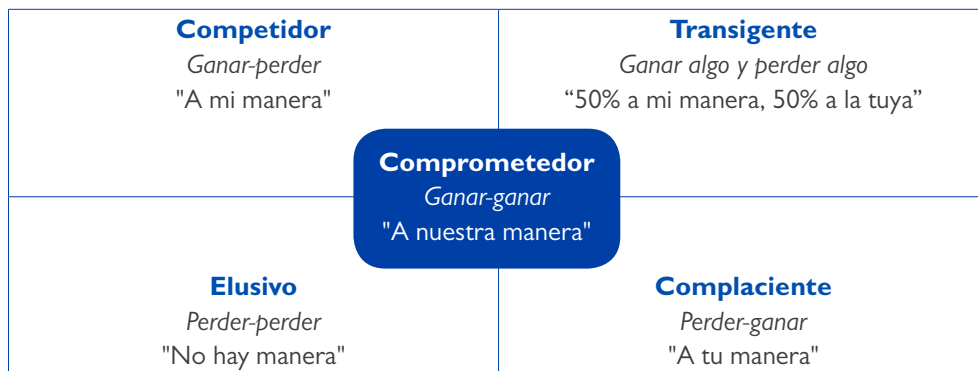 Competidor
Ganar-perder
"A mi manera"
Transigente
Ganar algo y perder algo
“50% a mi manera, 50% a la tuya”
Comprometedor
Ganar-ganar
"A nuestra manera"
Elusivo
Perder-perder
"No hay manera"
Complaciente
Perder-ganar
"A tu manera"